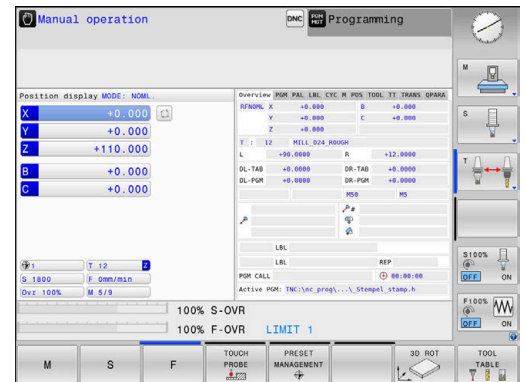 Manual operation
DNC
PGM MGT
Programming
Position display MODE: NOML.
X +0.000
Y +0.000
Z +110.000
B +0.000
C +0.000
1 T 12 Z
S 1800 F 0mm/min
Ovr 100% M 5/9
Overview PGM PAL LBL CYC M POS TOOL TT TRANS QPARA
RFNOML X +0.000 B +0.000
Y +0.000 C +0.000
Z +0.000
T : 12 MILL_D24_ROUGH
L +90.0000 R +12.0000
DL-TAB +0.0000 DR-TAB +0.0000
DL-PGM +0.0000 DR-PGM +0.0000
M50 M5
P#
LBL
LBL REP
PGM CALL 00:00:00
Active PGM: TNC:\nc_prog\...\_Stempel_stamp.h
100% S-OVR
100% F-OVR LIMIT 1
M
S
T
S100%
OFF ON
F100%
OFF ON
M
S
F
TOUCH PROBE
PRESET MANAGEMENT
3D ROT
TOOL TABLE